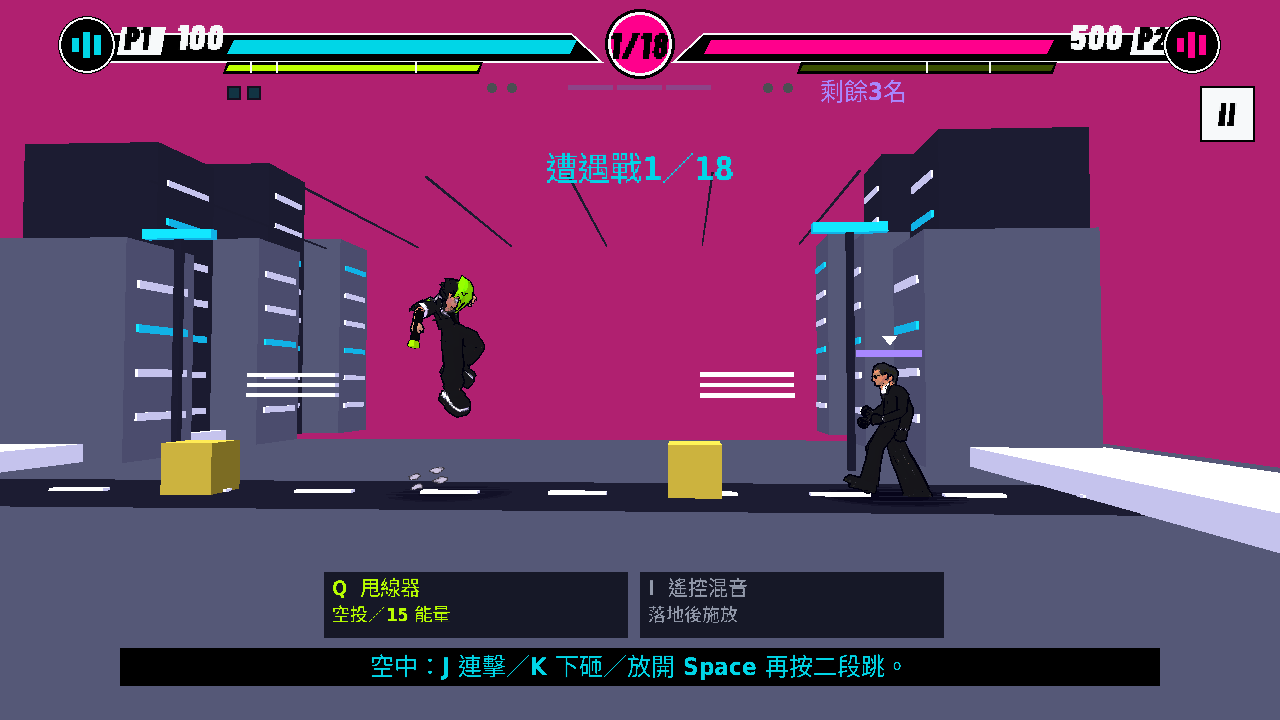 P1 100
1/18
500 P2
剩餘3名
遭遇戰1／18
Q 甩線器
空投／15 能量
I 遙控混音
落地後施放
空中：J 連擊／K 下砸／放開 Space 再按二段跳。